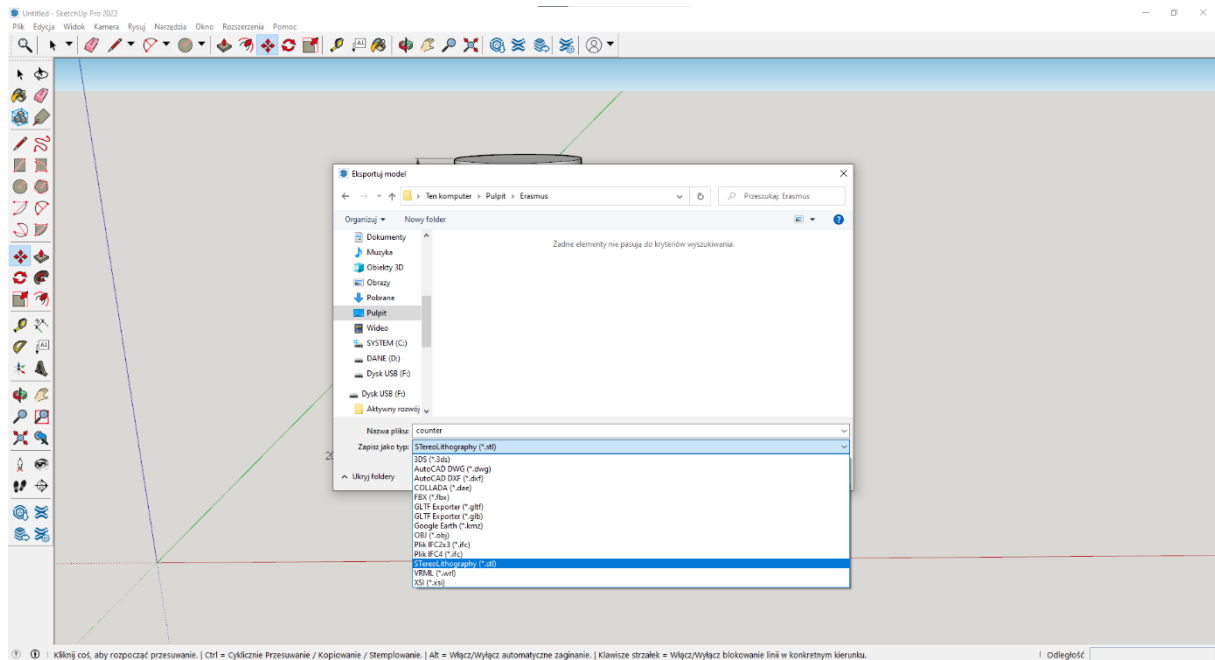 Untitled - SketchUp Pro 2022
Plik Edycja Widok Kamera Rysuj Narzędzia Okno Rozszerzenia Pomoc
Eksportuj model
Ten komputer > Pulpit > Erasmus
Przeszukaj: Erasmus
Organizuj Nowy folder
Dokumenty
Żadne elementy nie pasują do kryteriów wyszukiwania.
Muzyka
Obiekty 3D
Obrazy
Pobrane
Pulpit
Wideo
SYSTEM (C:)
DANE (D:)
Dysk USB (F:)
Dysk USB (F:)
Aktywny rozwój
Nazwa pliku: counter
Zapisz jako typ: STereoLithography (*.stl)
3DS (*.3ds)
AutoCAD DWG (*.dwg)
Ukryj foldery
AutoCAD DXF (*.dxf)
COLLADA (*.dae)
FBX (*.fbx)
GLTF Exporter (*.gltf)
GLTF Exporter (*.glb)
Google Earth (*.kmz)
OBJ (*.obj)
Plik IFC2x3 (*.ifc)
Plik IFC4 (*.ifc)
STereoLithography (*.stl)
VRML (*.wrl)
XSI (*.xsi)
Kliknij coś, aby rozpocząć przesuwanie. | Ctrl = Cyklicznie Przesuwanie / Kopiowanie / Stemplowanie. | Alt = Włącz/Wyłącz automatyczne zaginanie. | Klawisze strzałek = Włącz/Wyłącz blokowanie linii w konkretnym kierunku.
Odległość